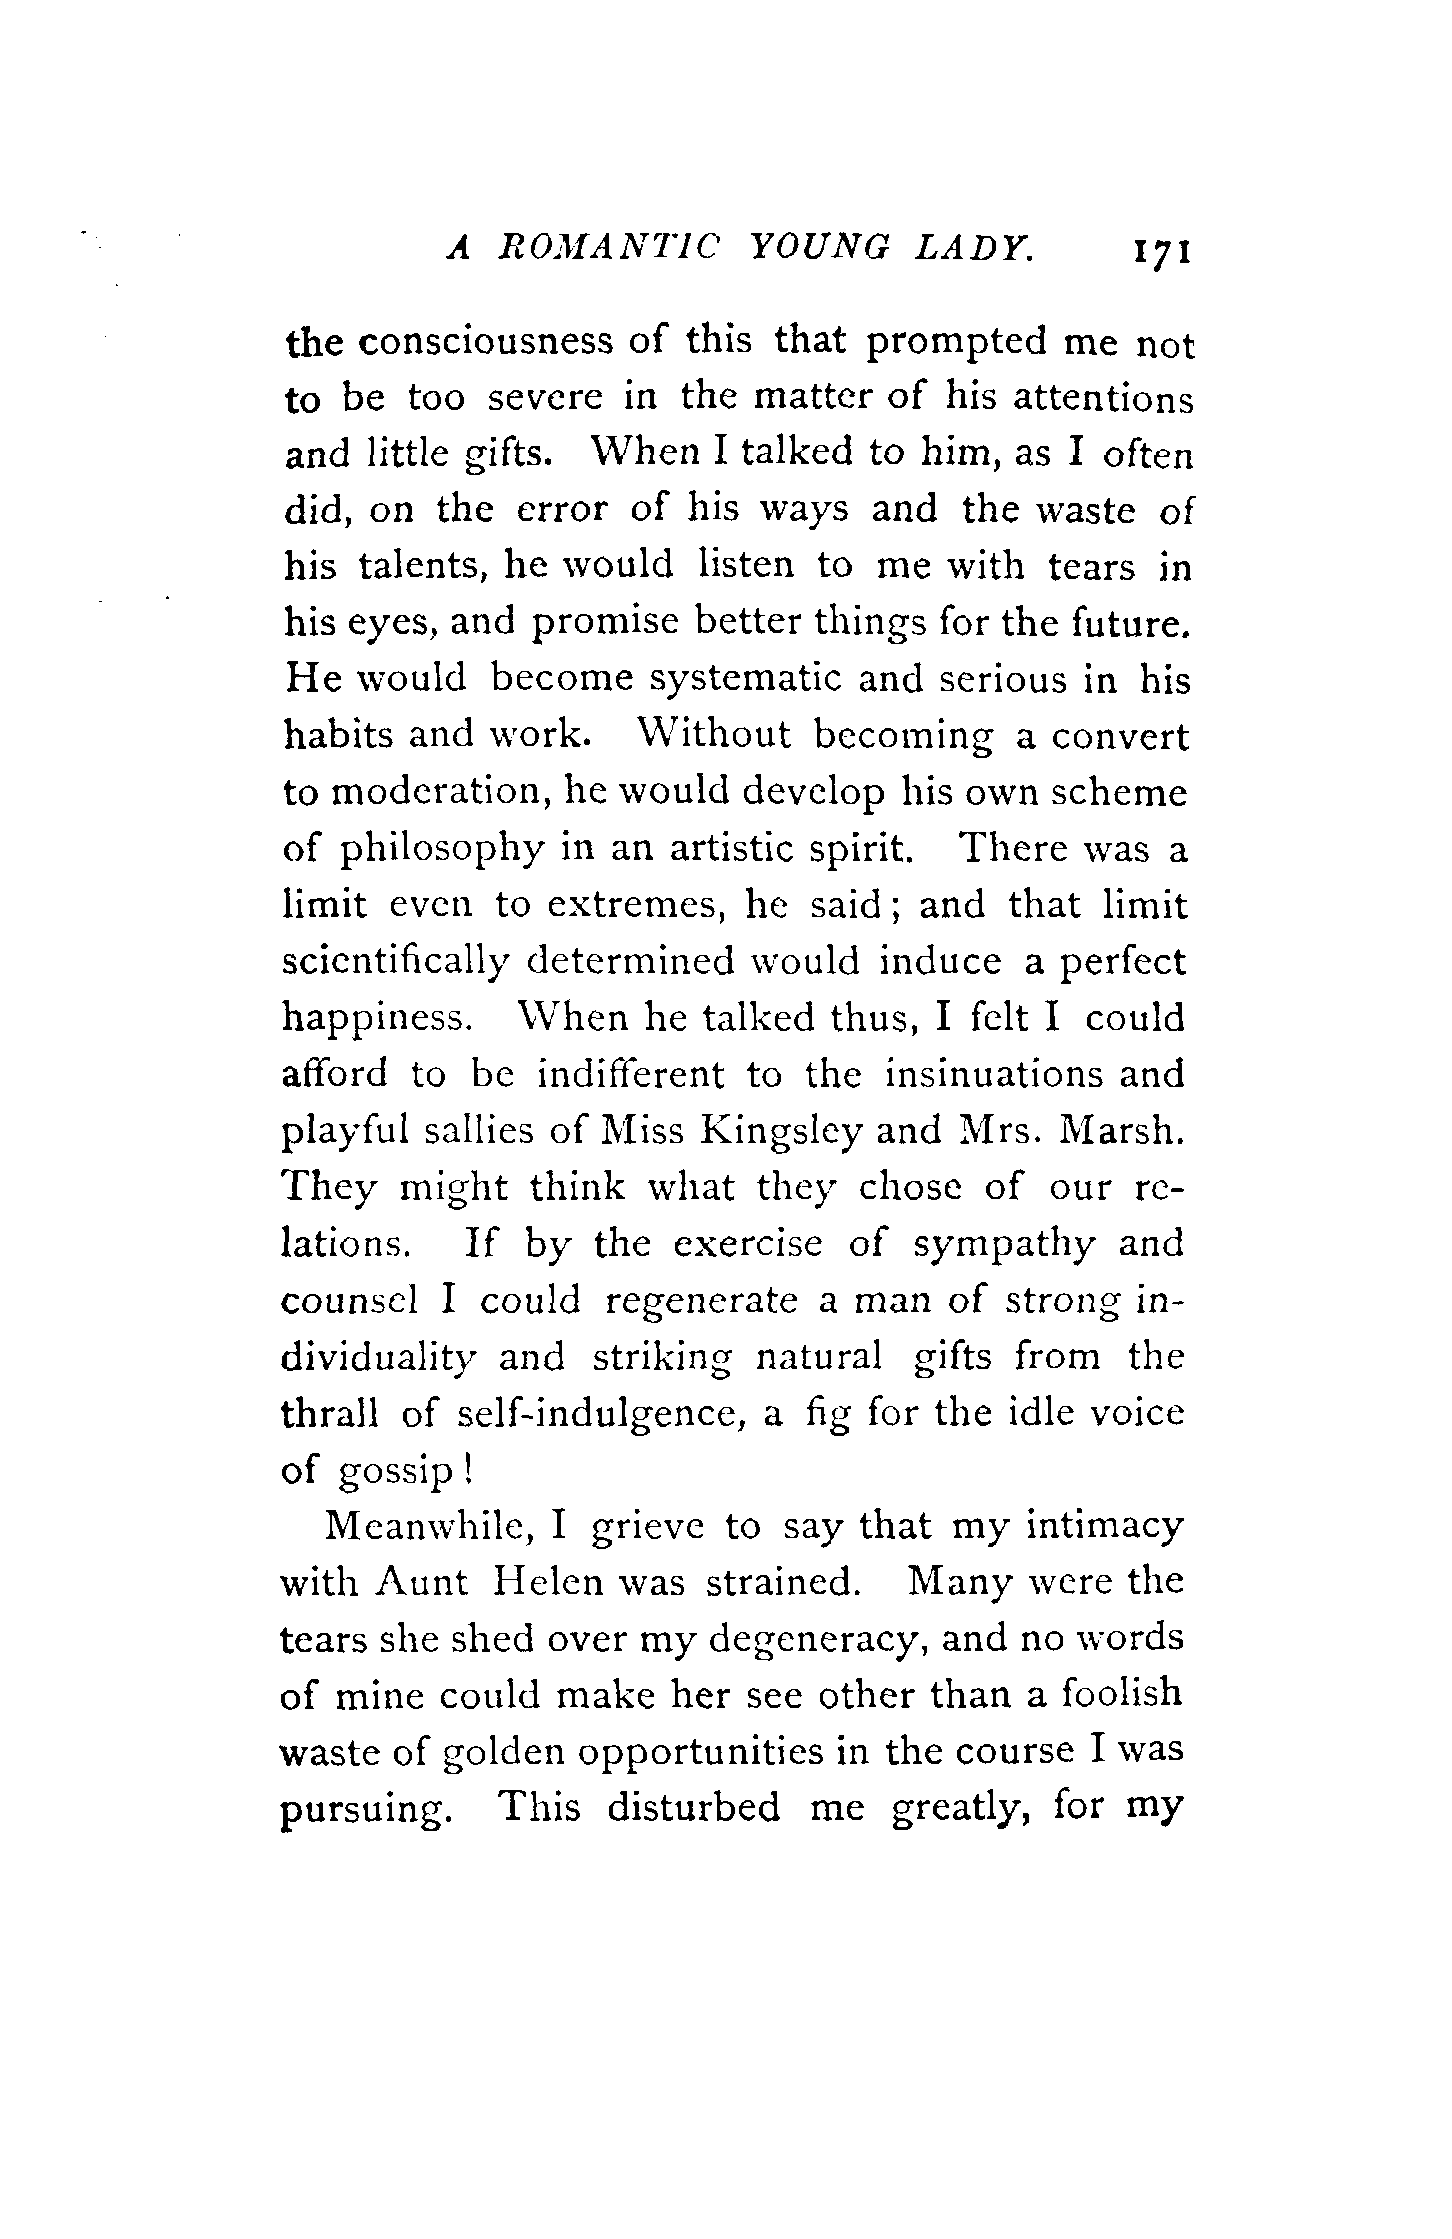 A ROMANTIC YOUNG LADY. 171
the consciousness of this that prompted me not
to be too severe in the matter of his attentions
and little gifts. When I talked to him, as I often
did, on the error of his ways and the waste of
his talents, he would listen to me with tears in
his eyes, and promise better things for the future.
He would become systematic and serious in his
habits and work. Without becoming a convert
to moderation, he would develop his own scheme
of philosophy in an artistic spirit. There was a
limit even to extremes, he said; and that limit
scientifically determined would induce a perfect
happiness. When he talked thus, I felt I could
afford to be indifferent to the insinuations and
playful sallies of Miss Kingsley and Mrs. Marsh.
They might think what they chose of our re-
lations. If by the exercise of sympathy and
counsel I could regenerate a man of strong in-
dividuality and striking natural gifts from the
thrall of self-indulgence, a fig for the idle voice
of gossip!
Meanwhile, I grieve to say that my intimacy
with Aunt Helen was strained. Many were the
tears she shed over my degeneracy, and no words
of mine could make her see other than a foolish
waste of golden opportunities in the course I was
pursuing. This disturbed me greatly, for my